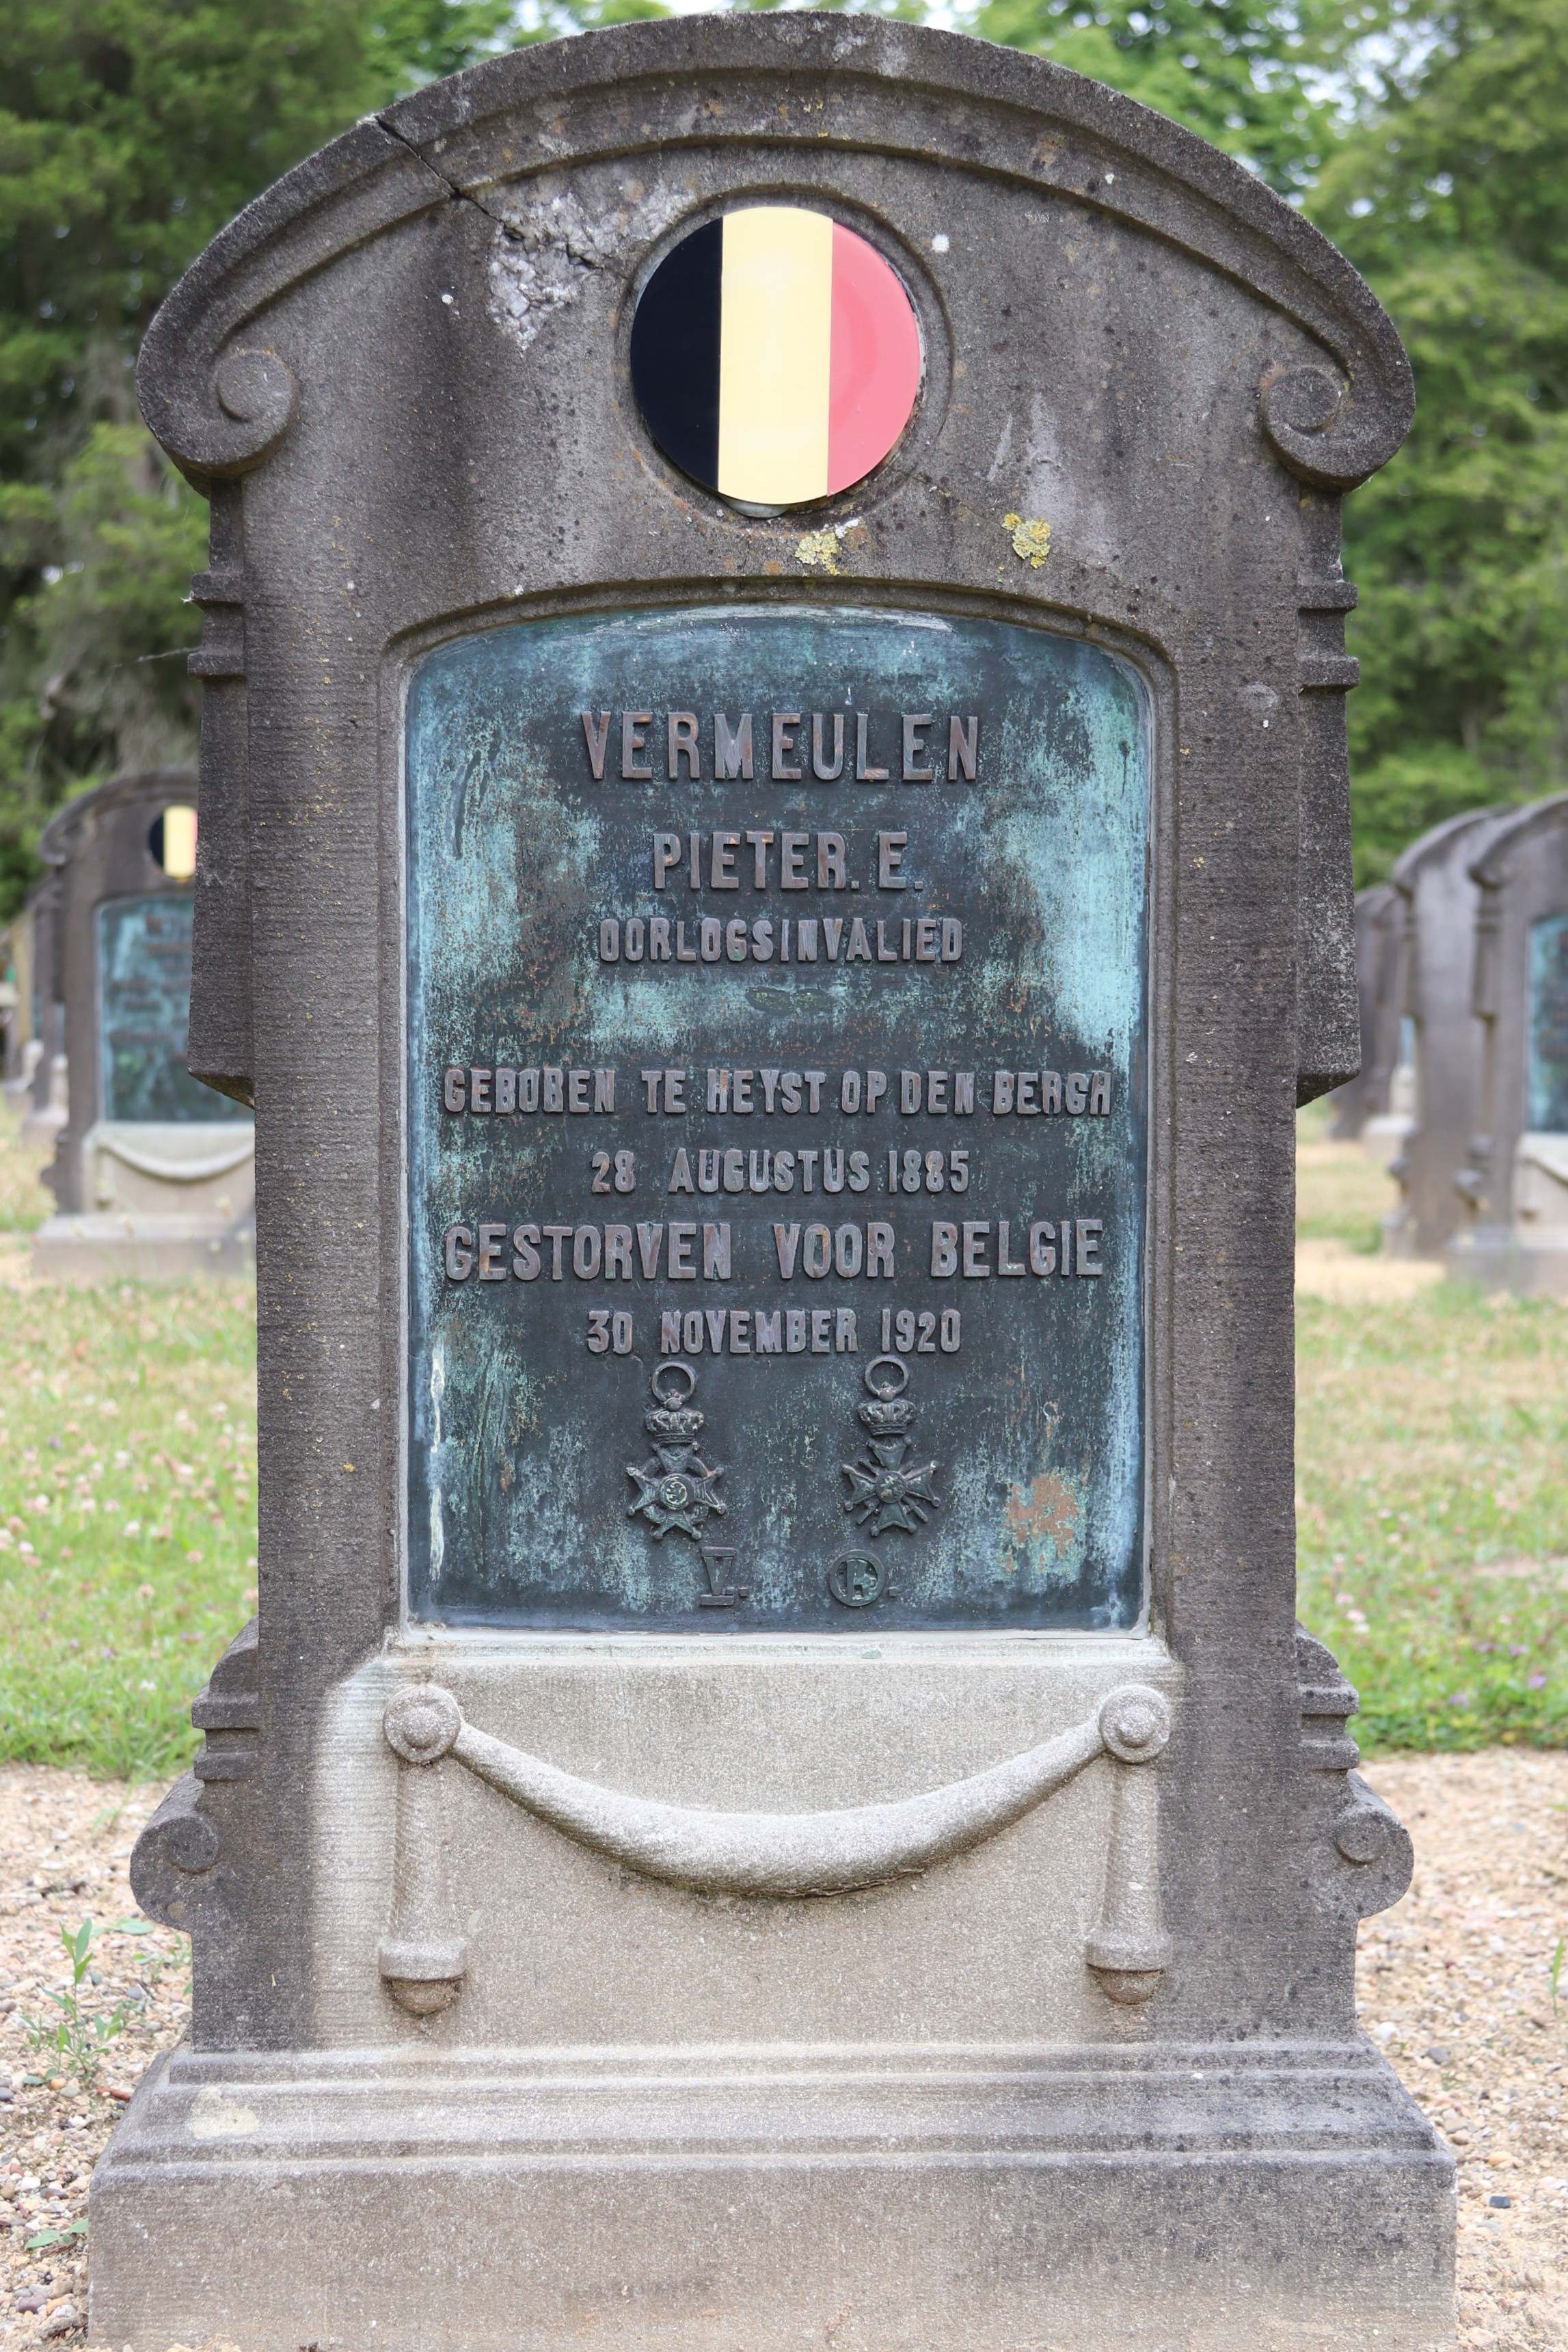 VERMEULEN
PIETER. E.
OORLOGSINVALIED
GEBOREN TE HEYST OP DEN BERGH
28 AUGUSTUS 1885
GESTORVEN VOOR BELGIE
30 NOVEMBER 1920
V.